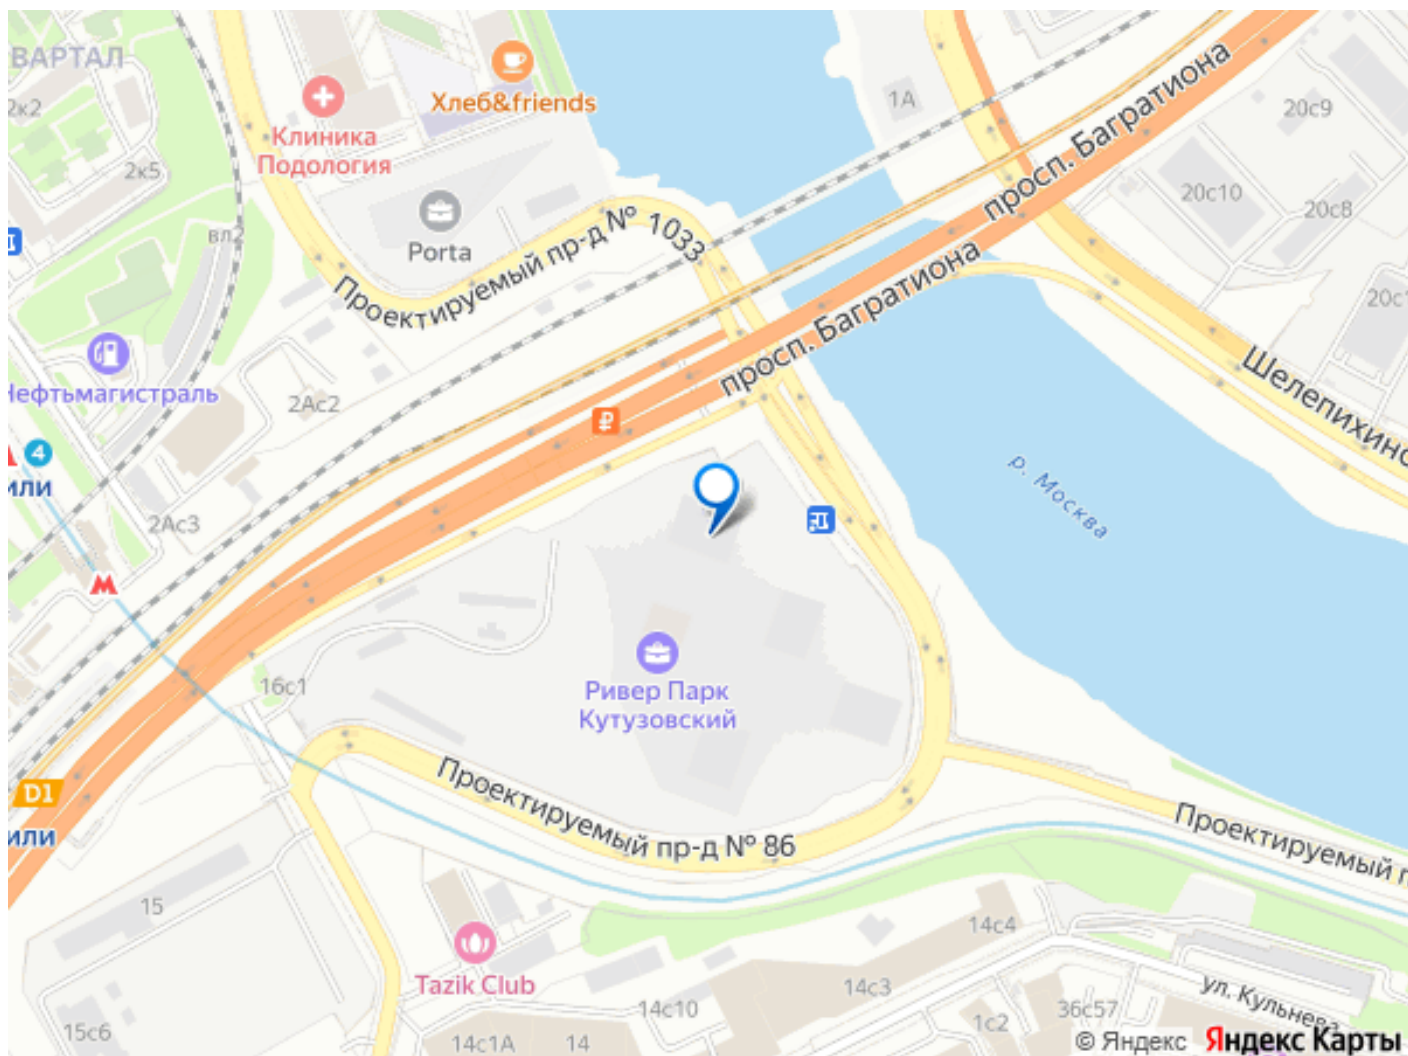 ВАРТАЛ
2к2
Хлеб&friends
1А
20с9
Клиника
Подология
2к5
просп. Багратиона
20с10
20с8
вл2
Porta
Проектируемый пр-д № 1033
просп. Багратиона
Нефтьмагистраль
2Ас2
₽
Шелепихинс
4
или
р. Москва
2Ас3
М
16с1
Ривер Парк
Кутузовский
D1
или
Проектируемый пр-д № 86
Проектируемый п
15
14с4
Tazik Club
14с3
ул. Кульнева
14с10
36с57
1с2
15с6
14с1А
14
© Яндекс
Яндекс Карты